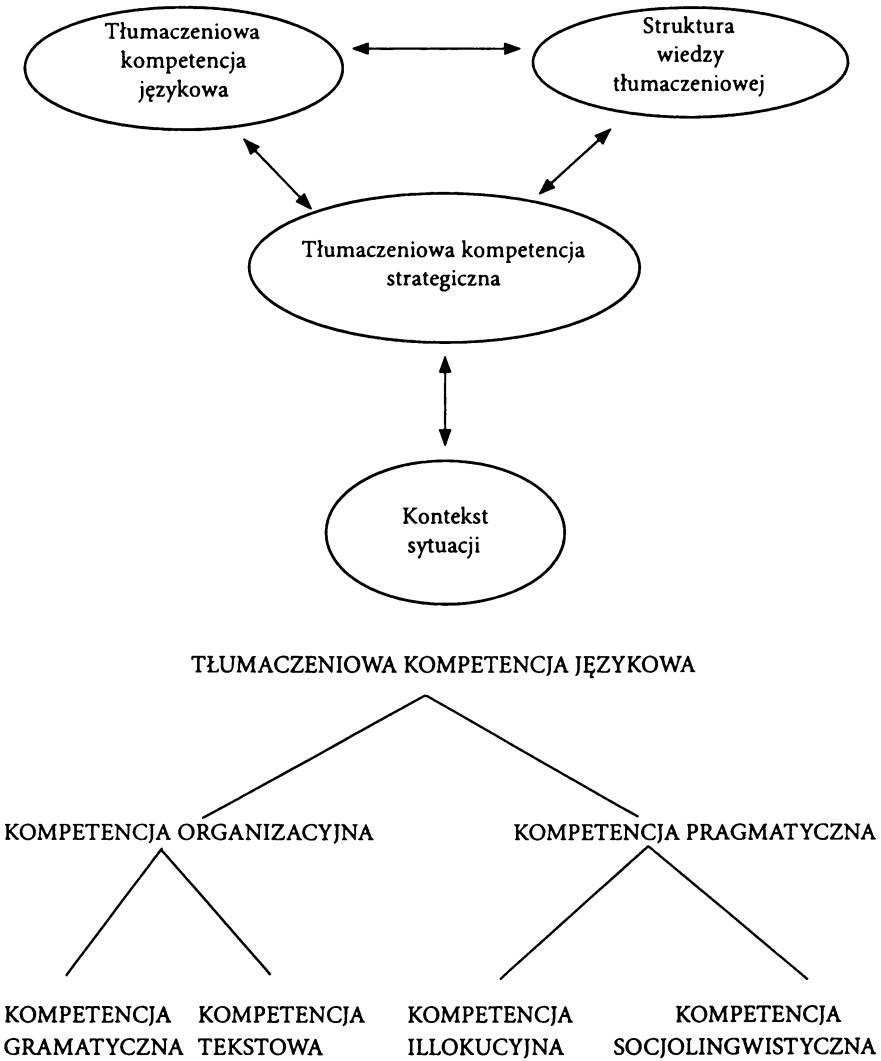 Tłumaczeniowa
kompetencja
językowa
Struktura
wiedzy
tłumaczeniowej
Tłumaczeniowa kompetencja
strategiczna
Kontekst
sytuacji
TŁUMACZENIOWA KOMPETENCJA JĘZYKOWA
KOMPETENCJA ORGANIZACYJNA
KOMPETENCJA PRAGMATYCZNA
KOMPETENCJA
GRAMATYCZNA
KOMPETENCJA
TEKSTOWA
KOMPETENCJA
ILLOKUCYJNA
KOMPETENCJA
SOCJOLINGWISTYCZNA